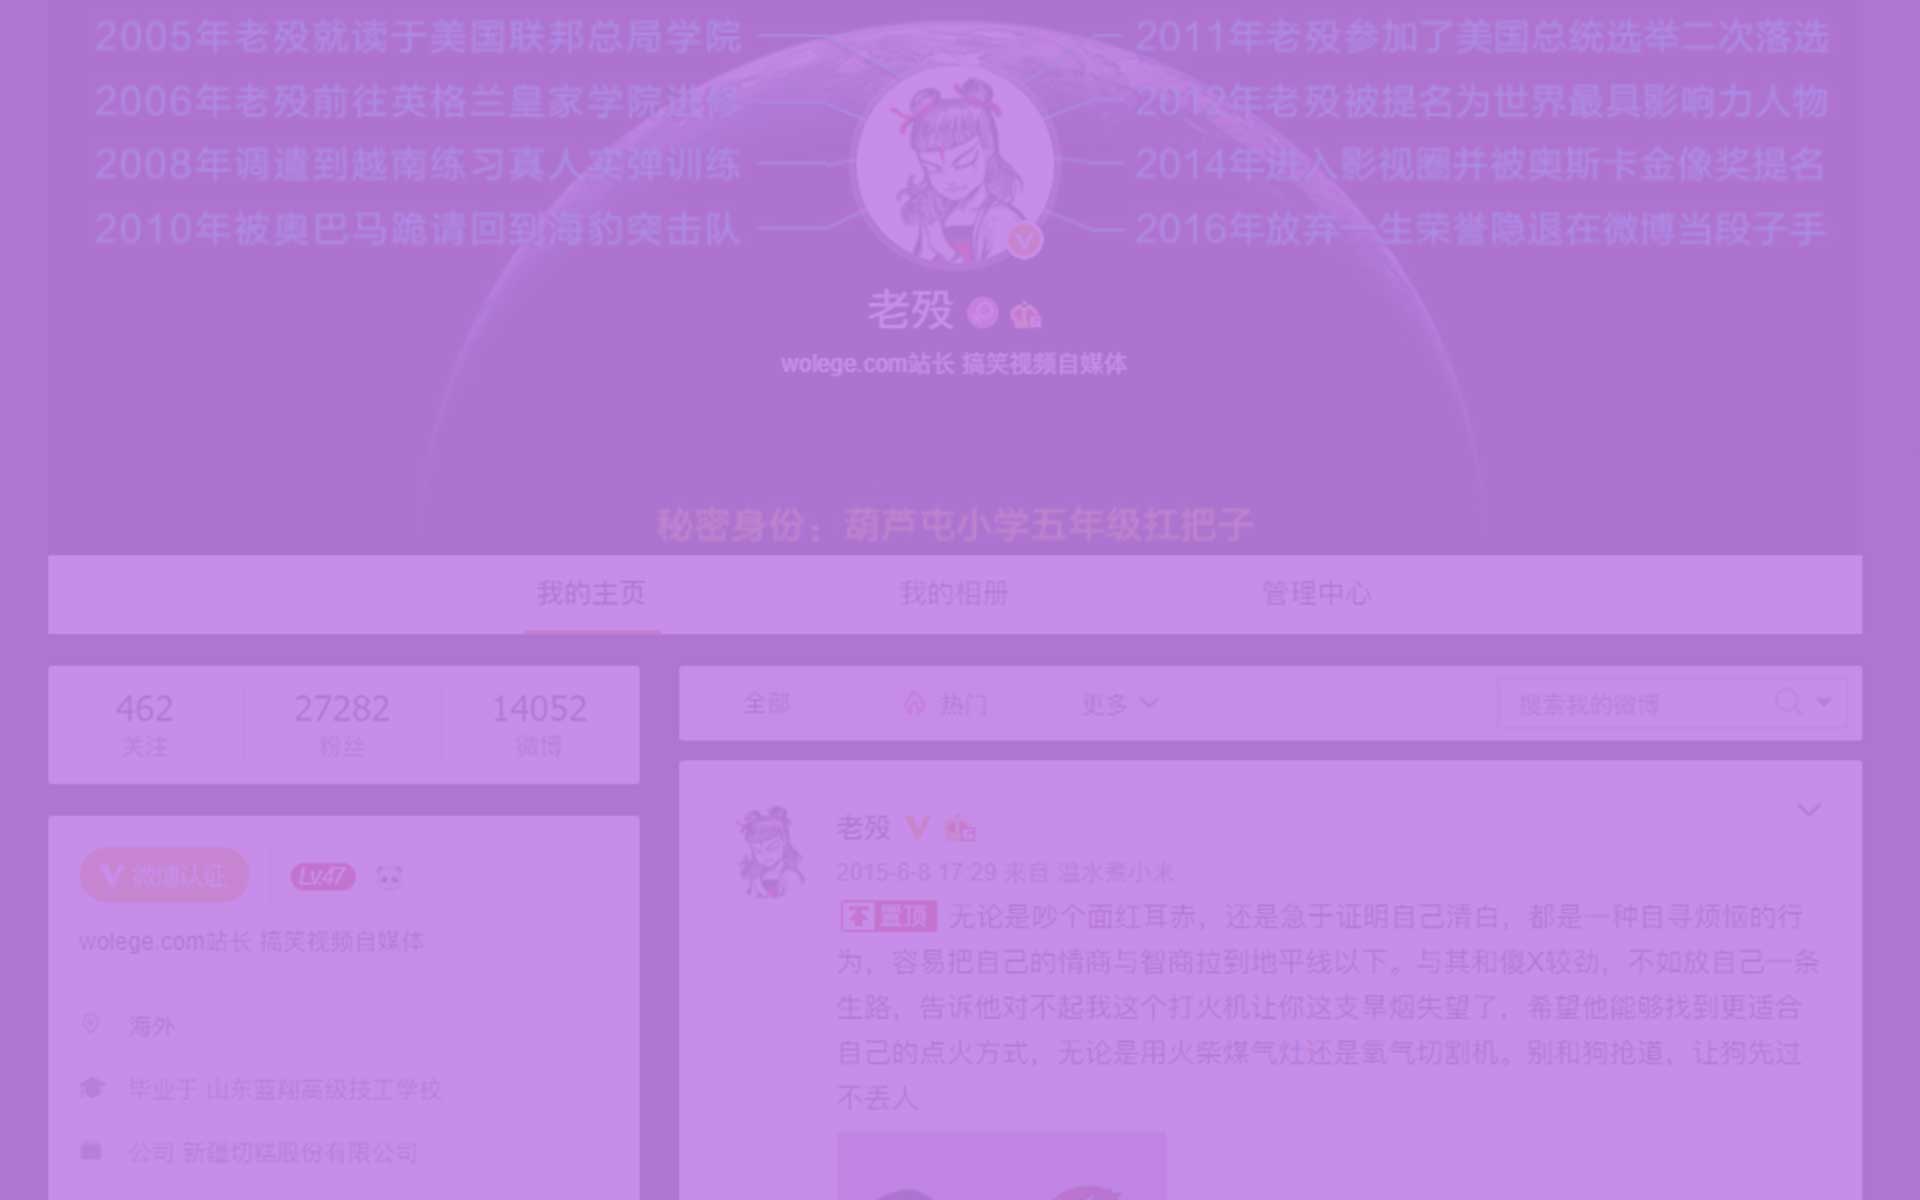 2005年老殁就读于美国联邦总局学院
2006年老殁前往英格兰皇家学院进修
2008年调遣到越南练习真人实弹训练
2010年被奥巴马跪请回到海豹突击队
2011年老殁参加了美国总统选举二次落选
2012年老殁被提名为世界最具影响力人物
2014年进入影视圈并被奥斯卡金像奖提名
2016年放弃一生荣誉隐退在微博当段子手
老殁
wolege.com站长 搞笑视频自媒体
秘密身份：葫芦屯小学五年级扛把子
我的主页 我的相册 管理中心
462 27282 14052
关注 粉丝 微博
V 微博认证 Lv.47
wolege.com站长 搞笑视频自媒体
海外
毕业于 山东蓝翔高级技工学校
公司 新疆切糕股份有限公司
全部 热门 更多 搜索我的微博
老殁 V
2015-6-8 17:29 来自 温水煮小米
置顶 无论是吵个面红耳赤，还是急于证明自己清白，都是一种自寻烦恼的行
为，容易把自己的情商与智商拉到地平线以下。与其和傻X较劲，不如放自己一条
生路，告诉他对不起我这个打火机让你这支旱烟失望了，希望他能够找到更适合
自己的点火方式，无论是用火柴煤气灶还是氧气切割机。别和狗抢道，让狗先过
不丢人